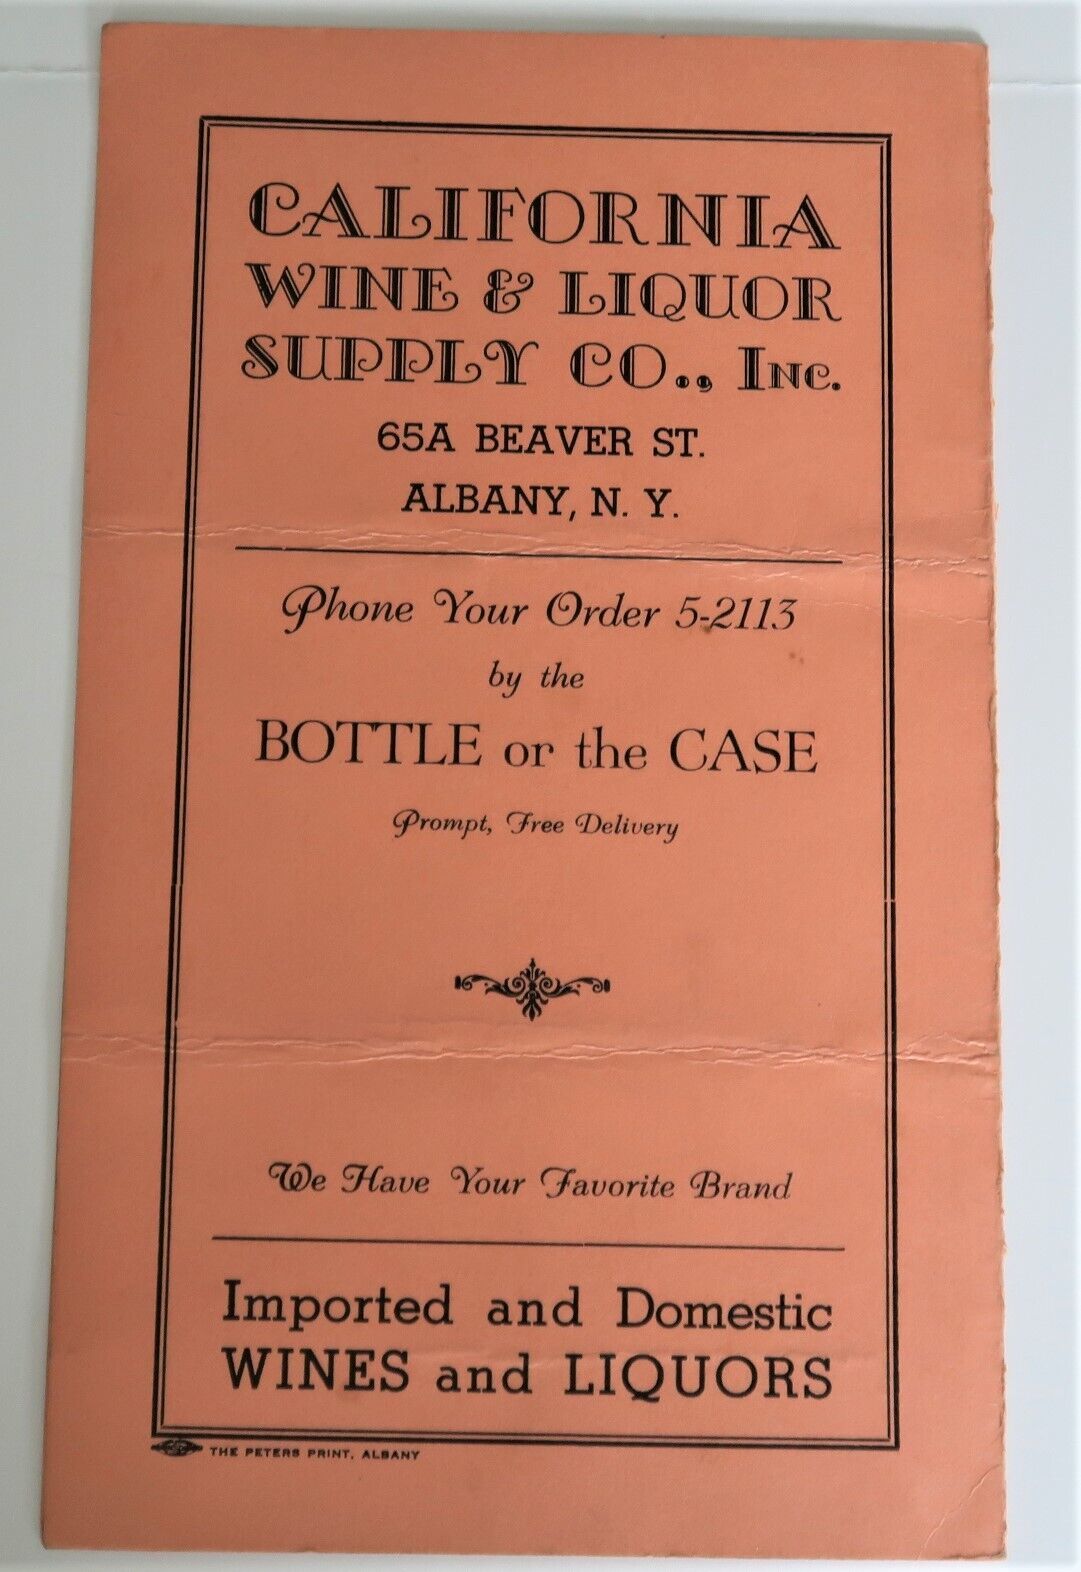 CALIFORNIA
WINE & LIQUOR
SUPPLY CO., INC.
65A BEAVER ST.
ALBANY, N. Y.
Phone Your Order 5-2113
by the
BOTTLE or the CASE
Prompt, Free Delivery
We Have Your Favorite Brand
Imported and Domestic
WINES and LIQUORS
THE PETERS PRINT, ALBANY